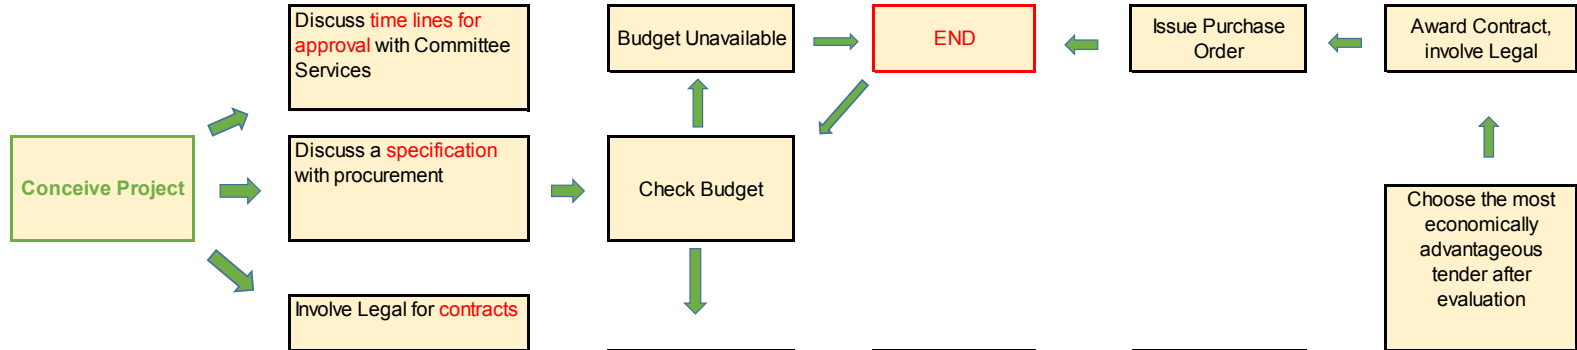 Discuss time lines for
approval with Committee
Services
Budget Unavailable
END
Issue Purchase
Order
Award Contract,
involve Legal
Conceive Project
Discuss a specification
with procurement
Check Budget
Choose the most
economically
advantageous
tender after
evaluation
Involve Legal for contracts